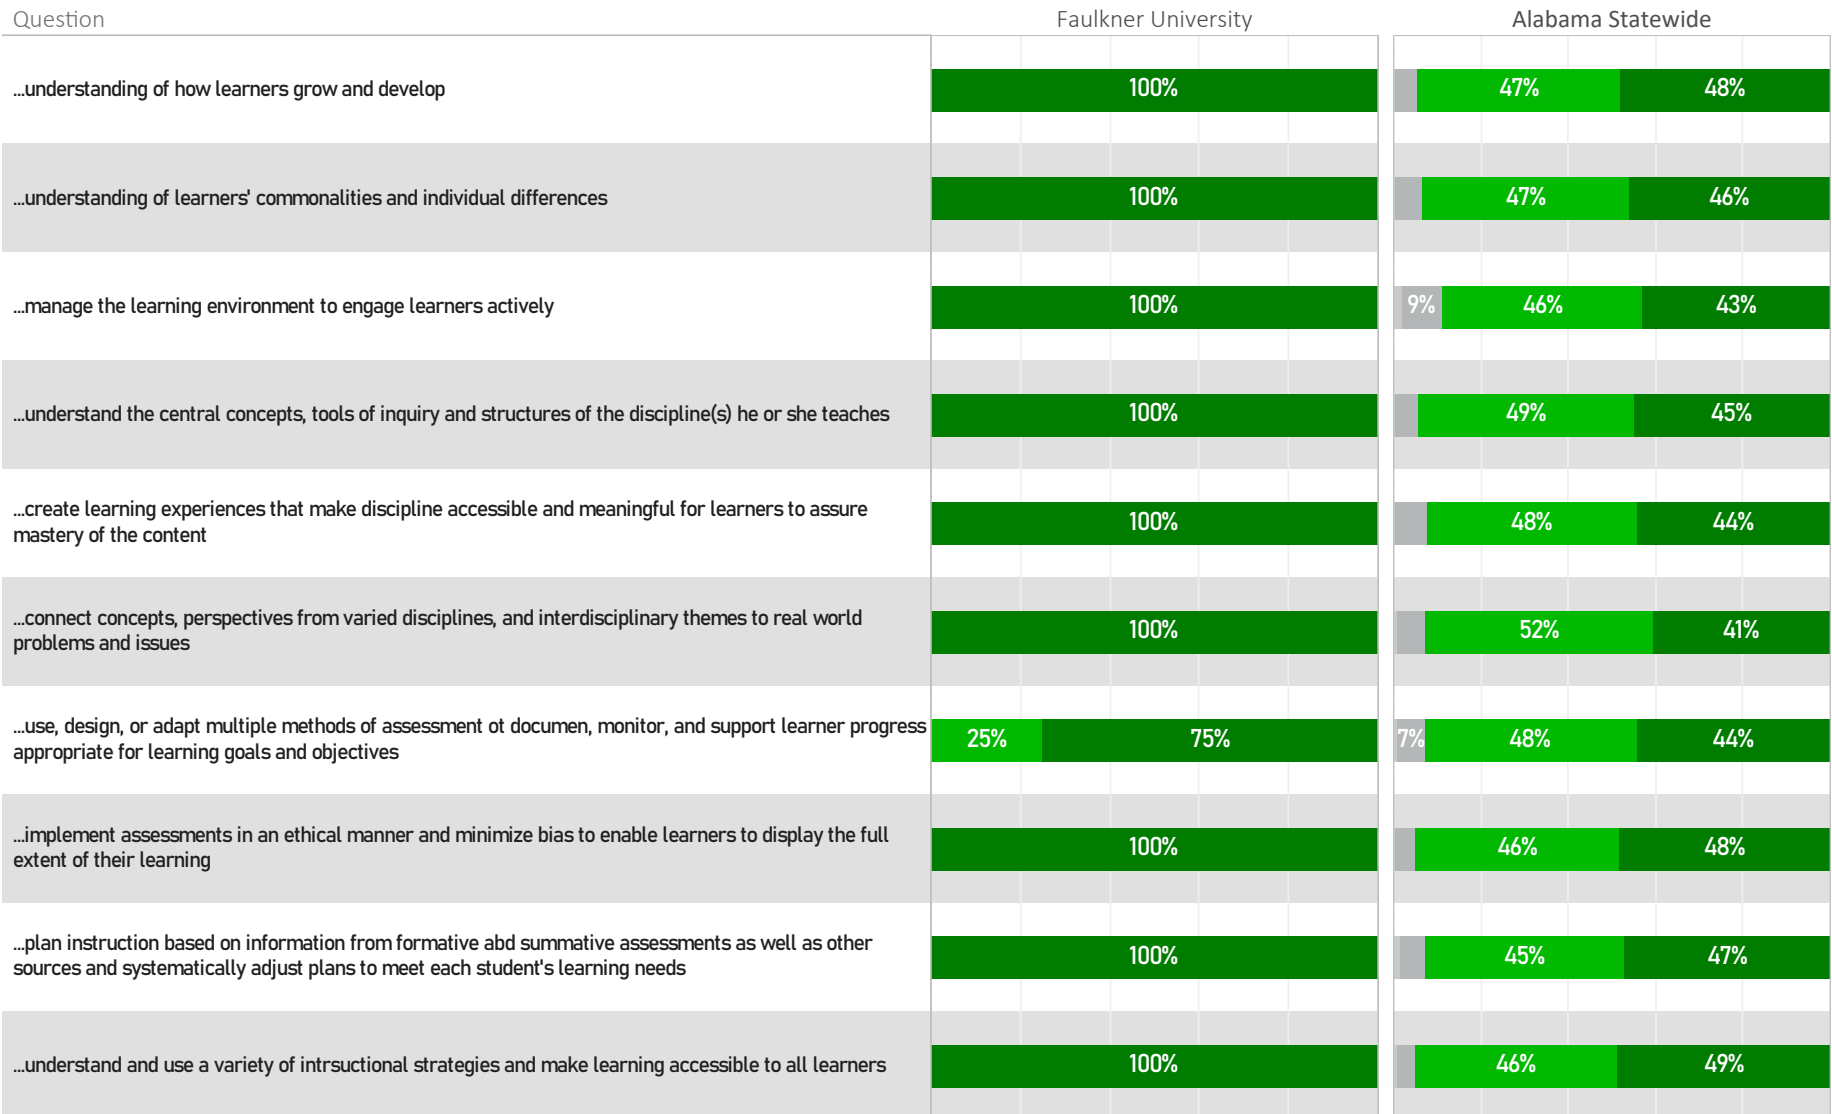 Question Faulkner University Alabama Statewide
...understanding of how learners grow and develop 100% 47% 48%
...understanding of learners' commonalities and individual differences 100% 47% 46%
...manage the learning environment to engage learners actively 100% 9% 46% 43%
...understand the central concepts, tools of inquiry and structures of the discipline(s) he or she teaches 100% 49% 45%
...create learning experiences that make discipline accessible and meaningful for learners to assure
mastery of the content
100% 48% 44%
...connect concepts, perspectives from varied disciplines, and interdisciplinary themes to real world
problems and issues
100% 52% 41%
...use, design, or adapt multiple methods of assessment ot documen, monitor, and support learner progress
appropriate for learning goals and objectives
25% 75% 7% 48% 44%
...implement assessments in an ethical manner and minimize bias to enable learners to display the full
extent of their learning
100% 46% 48%
...plan instruction based on information from formative abd summative assessments as well as other
sources and systematically adjust plans to meet each student's learning needs
100% 45% 47%
...understand and use a variety of intrsuctional strategies and make learning accessible to all learners 100% 46% 49%